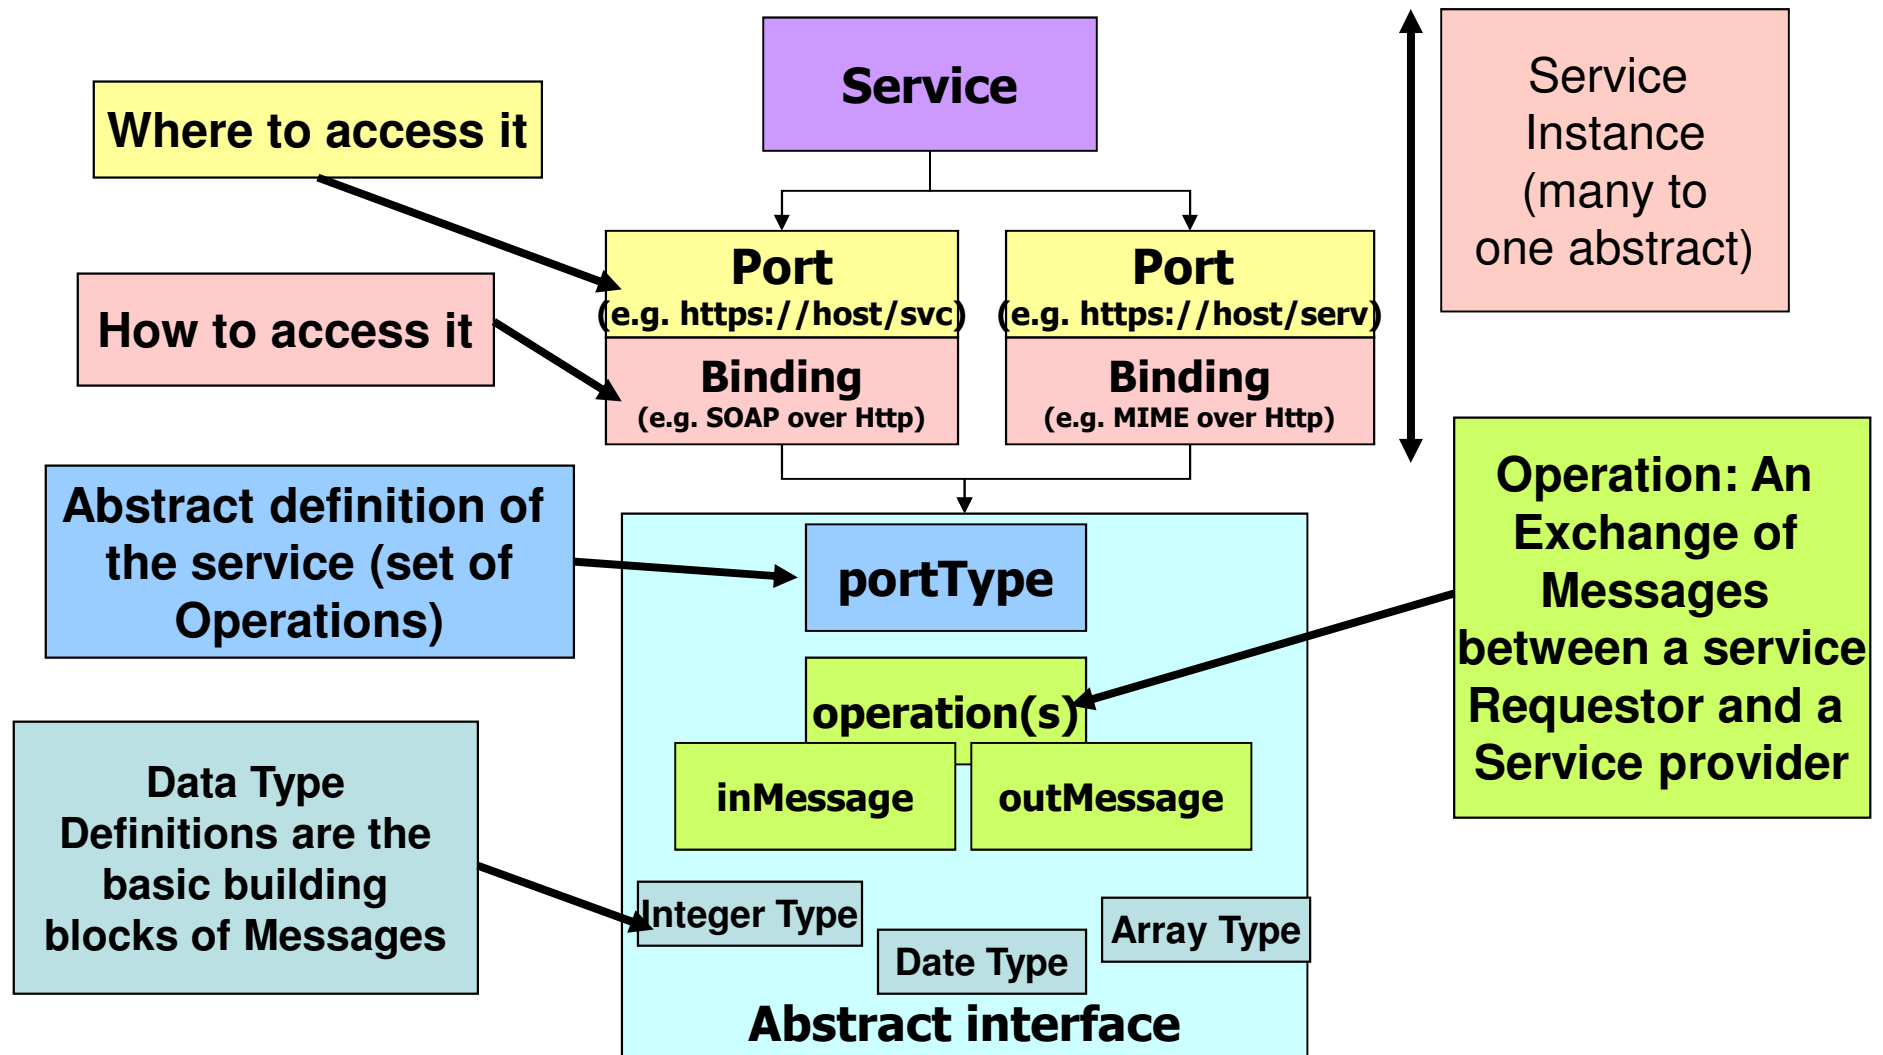 Service
Service
Instance
(many to
one abstract)
Where to access it
Port
(e.g. https://host/svc)
Port
(e.g. https://host/serv)
How to access it
Binding
(e.g. SOAP over Http)
Binding
(e.g. MIME over Http)
Abstract definition of
the service (set of
Operations)
portType
Operation: An
Exchange of
Messages
between a service
Requestor and a
Service provider
operation(s)
inMessage
outMessage
Data Type
Definitions are the
basic building
blocks of Messages
Integer Type
Date Type
Array Type
Abstract interface